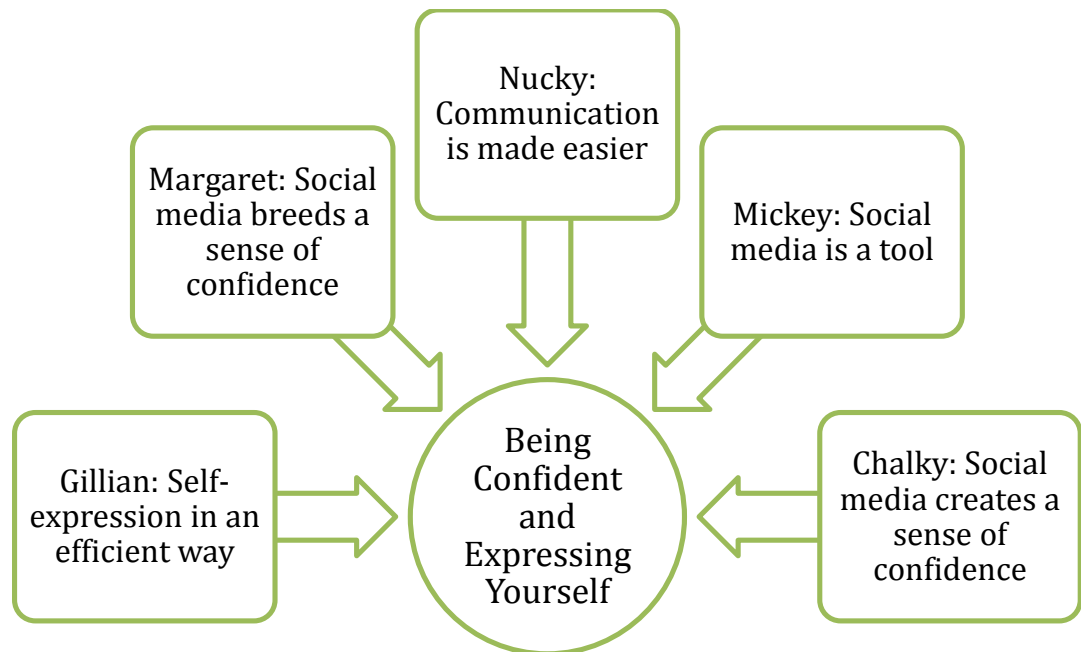 Nucky:
Communication
is made easier
Margaret: Social
media breeds a
sense of
confidence
Mickey: Social
media is a tool
Gillian: Self-
expression in an
efficient way
Being
Confident
and
Expressing
Yourself
Chalky: Social
media creates a
sense of
confidence